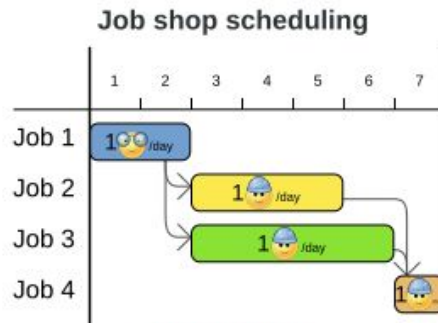 Job shop scheduling
1 2 3 4 5 6 7
Job 1 1 /day
Job 2 1 /day
Job 3 1 /day
Job 4 1